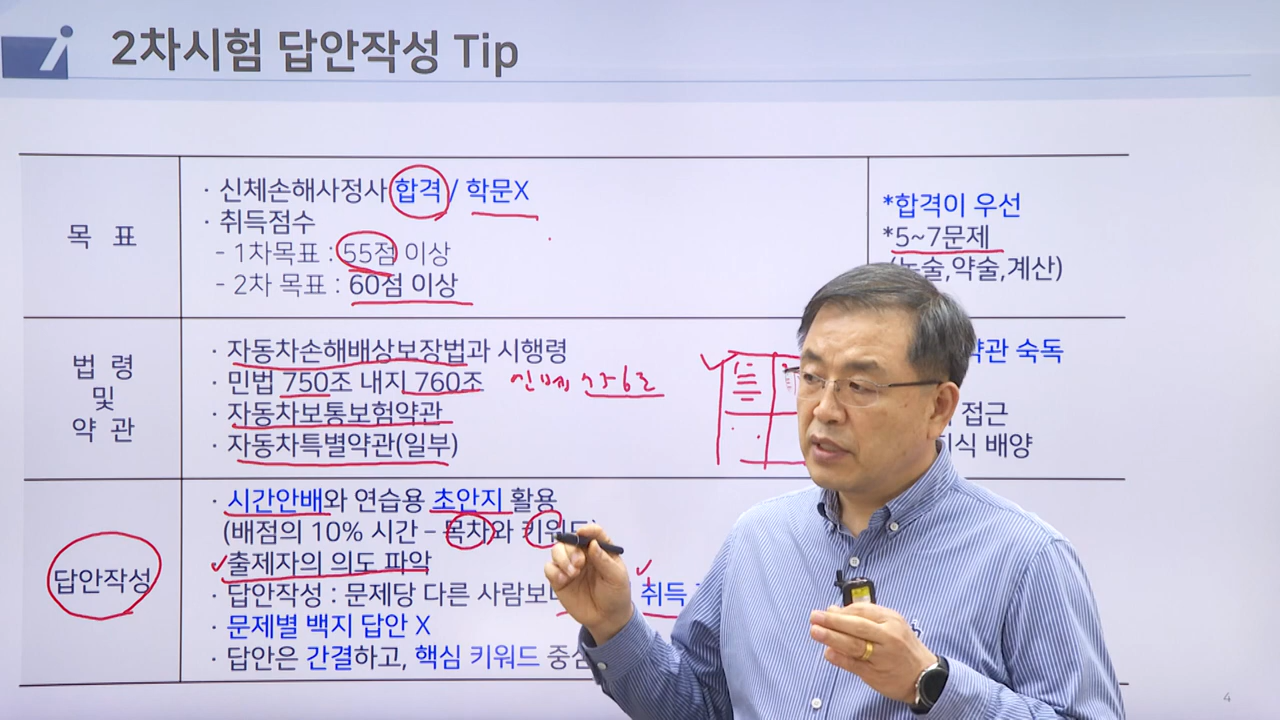 2차시험 답안작성 Tip
목 표
· 신체손해사정사 합격 / 학문X
· 취득점수
- 1차목표 : 55점 이상
- 2차 목표 : 60점 이상
*합격이 우선
*5~7문제
(논술,약술,계산)
법 령
및
약 관
· 자동차손해배상보장법과 시행령
· 민법 750조 내지 760조
· 자동차보통보험약관
· 자동차특별약관(일부)
약관 숙독
접근
지식 배양
답안작성
· 시간안배와 연습용 초안지 활용
(배점의 10% 시간 – 목차와 키워드)
· 출제자의 의도 파악
· 답안작성 : 문제당 다른 사람보다 취득
· 문제별 백지 답안 X
· 답안은 간결하고, 핵심 키워드 중심
4